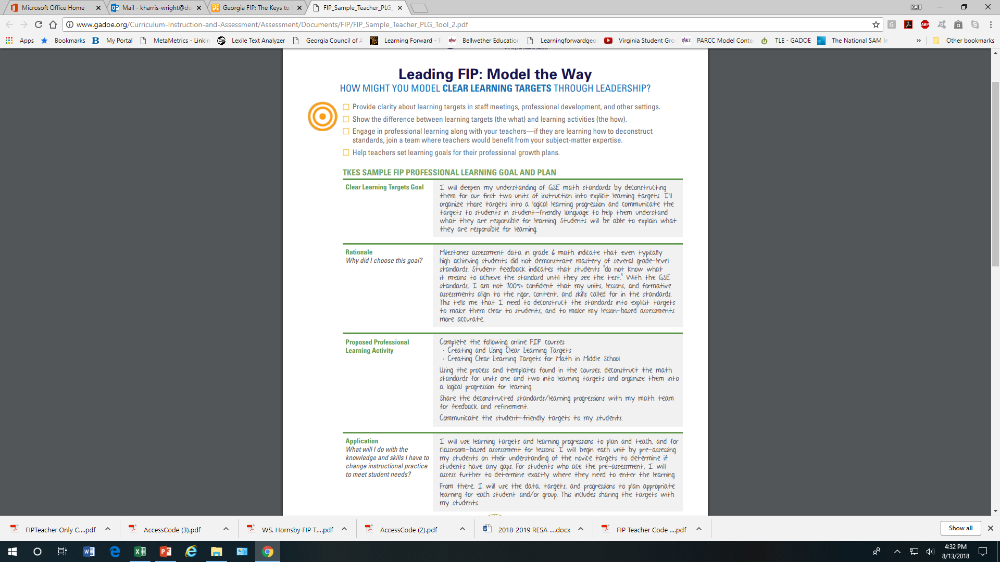 Microsoft Office Home
Mail - kharris-wright@do
Georgia FIP: The Keys to
FIP_Sample_Teacher_PLG_
Kelli
www.gadoe.org/Curriculum-Instruction-and-Assessment/Assessment/Documents/FIP/FIP_Sample_Teacher_PLG_Tool_2.pdf
Apps
Bookmarks
My Portal
MetaMetrics - Linkin
Lexile Text Analyzer
Georgia Council of A
Learning Forward - F
Bellwether Education
Learningforwardgeo
Virginia Student Gro
PARCC Model Conte
TLE - GADOE
The National SAM In
»
Other bookmarks
Leading FIP: Model the Way
HOW MIGHT YOU MODEL CLEAR LEARNING TARGETS THROUGH LEADERSHIP?
Provide clarity about learning targets in staff meetings, professional development, and other settings.
Show the difference between learning targets (the what) and learning activities (the how).
Engage in professional learning along with your teachers—if they are learning how to deconstruct
standards, join a team where teachers would benefit from your subject-matter expertise.
Help teachers set learning goals for their professional growth plans.
TKES SAMPLE FIP PROFESSIONAL LEARNING GOAL AND PLAN
Clear Learning Targets Goal
I will deepen my understanding of GSE math standards by deconstructing
them for our first two units of instruction into explicit learning targets. I'll
organize those targets into a logical learning progression and communicate the
targets to students in student-friendly language to help them understand
what they are responsible for learning. Students will be able to explain what
they are responsible for learning.
Rationale
Why did I choose this goal?
Milestones assessment data in grade 6 math indicate that even typically
high achieving students did not demonstrate mastery of several grade-level
standards. Student feedback indicates that students "do not know what
it means to achieve the standard until they see the test." With the GSE
standards, I am not 100% confident that my units, lessons, and formative
assessments align to the rigor, content, and skills called for in the standards.
This tells me that I need to deconstruct the standards into explicit targets
to make them clear to students, and to make my lesson-based assessments
more accurate.
Proposed Professional
Learning Activity
Complete the following online FIP courses:
· Creating and Using Clear Learning Targets
· Creating Clear Learning Targets for Math in Middle School
Using the process and templates found in the courses, deconstruct the math
standards for units one and two into learning targets and organize them into
a logical progression for learning.
Share the deconstructed standards/learning progressions with my math team
for feedback and refinement.
Communicate the student-friendly targets to my students.
Application
What will I do with the
knowledge and skills I have to
change instructional practice
to meet student needs?
I will use learning targets and learning progressions to plan and teach, and for
classroom-based assessment for lessons. I will begin each unit by pre-assessing
my students on their understanding of the novice targets to determine if
students have any gaps. For students who ace the pre-assessment, I will
assess further to determine exactly where they need to enter the learning.
From there, I will use the data, targets, and progressions to plan appropriate
learning for each student and/or group. This includes sharing the targets with
my students.
FIPTeacher Only C....pdf
AccessCode (3).pdf
WS. Hornsby FIP T....pdf
AccessCode (2).pdf
2018-2019 RESA ....docx
FIP Teacher Code ....pdf
Show all
4:32 PM
8/13/2018